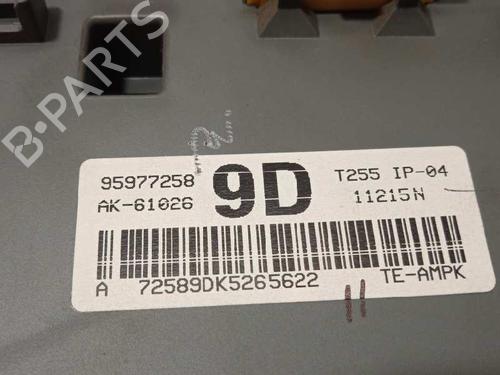 B-PARTS
95977258 9D T255 IP-04
AK-61026 11215N
A 72589DK5265622 TE-AMPK